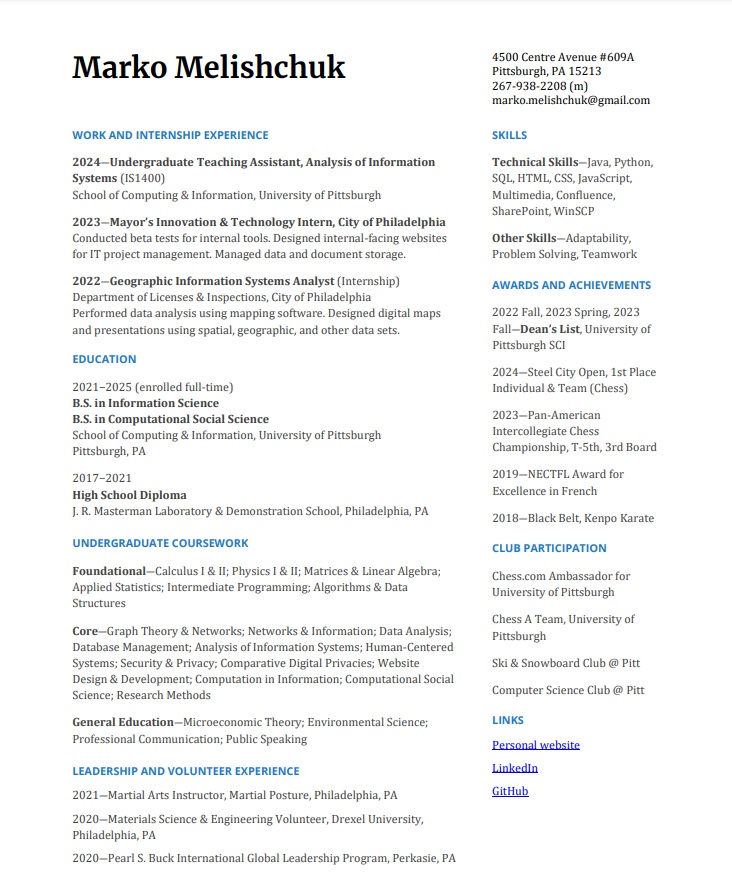 Marko Melishchuk
4500 Centre Avenue #609A
Pittsburgh, PA 15213
267-938-2208 (m)
marko.melishchuk@gmail.com
WORK AND INTERNSHIP EXPERIENCE
2024—Undergraduate Teaching Assistant, Analysis of Information
Systems (IS1400)
School of Computing & Information, University of Pittsburgh
2023—Mayor's Innovation & Technology Intern, City of Philadelphia
Conducted beta tests for internal tools. Designed internal-facing websites
for IT project management. Managed data and document storage.
2022—Geographic Information Systems Analyst (Internship)
Department of Licenses & Inspections, City of Philadelphia
Performed data analysis using mapping software. Designed digital maps
and presentations using spatial, geographic, and other data sets.
EDUCATION
2021–2025 (enrolled full-time)
B.S. in Information Science
B.S. in Computational Social Science
School of Computing & Information, University of Pittsburgh
Pittsburgh, PA
2017–2021
High School Diploma
J. R. Masterman Laboratory & Demonstration School, Philadelphia, PA
UNDERGRADUATE COURSEWORK
Foundational—Calculus I & II; Physics I & II; Matrices & Linear Algebra;
Applied Statistics; Intermediate Programming; Algorithms & Data
Structures
Core—Graph Theory & Networks; Networks & Information; Data Analysis;
Database Management; Analysis of Information Systems; Human-Centered
Systems; Security & Privacy; Comparative Digital Privacies; Website
Design & Development; Computation in Information; Computational Social
Science; Research Methods
General Education—Microeconomic Theory; Environmental Science;
Professional Communication; Public Speaking
LEADERSHIP AND VOLUNTEER EXPERIENCE
2021—Martial Arts Instructor, Martial Posture, Philadelphia, PA
2020—Materials Science & Engineering Volunteer, Drexel University,
Philadelphia, PA
2020—Pearl S. Buck International Global Leadership Program, Perkasie, PA
SKILLS
Technical Skills—Java, Python,
SQL, HTML, CSS, JavaScript,
Multimedia, Confluence,
SharePoint, WinSCP
Other Skills—Adaptability,
Problem Solving, Teamwork
AWARDS AND ACHIEVEMENTS
2022 Fall, 2023 Spring, 2023
Fall—Dean's List, University of
Pittsburgh SCI
2024—Steel City Open, 1st Place
Individual & Team (Chess)
2023—Pan-American
Intercollegiate Chess
Championship, T-5th, 3rd Board
2019—NECTFL Award for
Excellence in French
2018—Black Belt, Kenpo Karate
CLUB PARTICIPATION
Chess.com Ambassador for
University of Pittsburgh
Chess A Team, University of
Pittsburgh
Ski & Snowboard Club @ Pitt
Computer Science Club @ Pitt
LINKS
Personal website
LinkedIn
GitHub